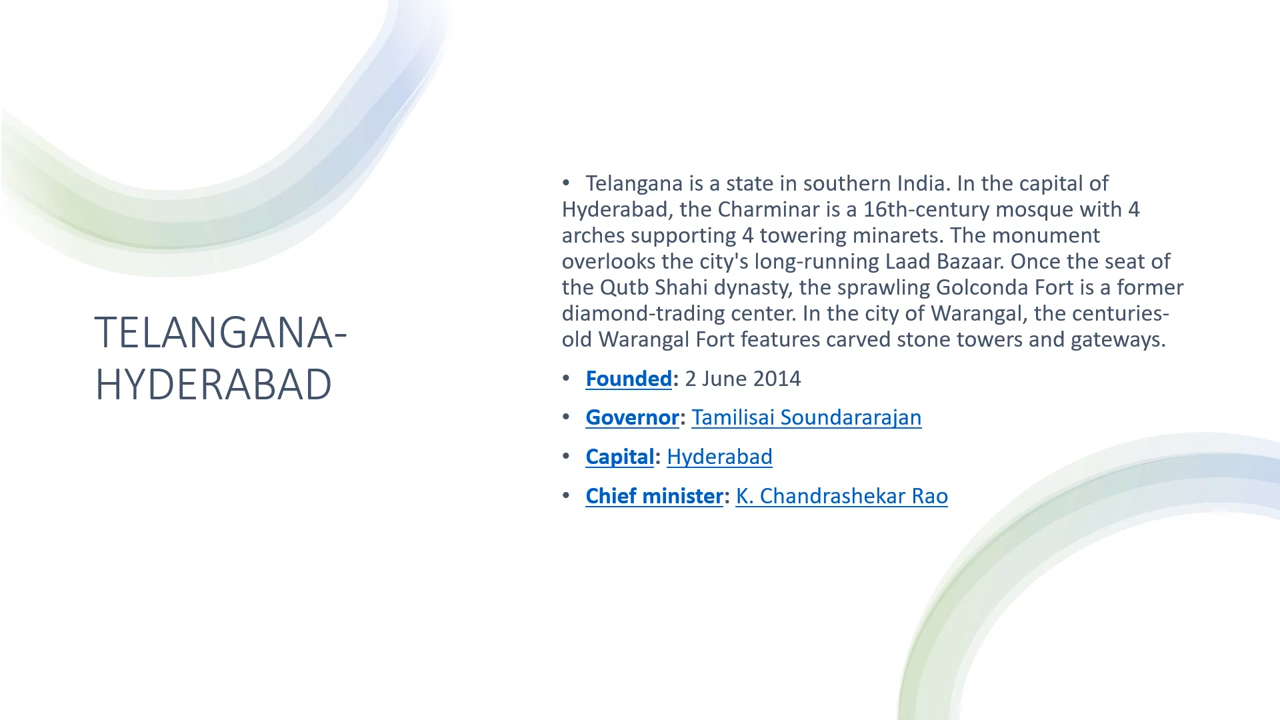 TELANGANA-
HYDERABAD
• Telangana is a state in southern India. In the capital of
Hyderabad, the Charminar is a 16th-century mosque with 4
arches supporting 4 towering minarets. The monument
overlooks the city's long-running Laad Bazaar. Once the seat of
the Qutb Shahi dynasty, the sprawling Golconda Fort is a former
diamond-trading center. In the city of Warangal, the centuries-
old Warangal Fort features carved stone towers and gateways.
• Founded: 2 June 2014
• Governor: Tamilisai Soundararajan
• Capital: Hyderabad
• Chief minister: K. Chandrashekar Rao